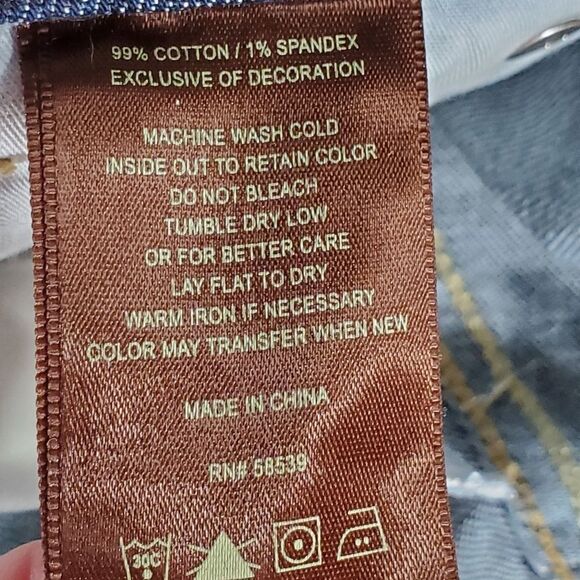 99% COTTON / 1% SPANDEX
EXCLUSIVE OF DECORATION
MACHINE WASH COLD
INSIDE OUT TO RETAIN COLOR
DO NOT BLEACH
TUMBLE DRY LOW
OR FOR BETTER CARE
LAY FLAT TO DRY
WARM IRON IF NECESSARY
COLOR MAY TRANSFER WHEN NEW
MADE IN CHINA
RN# 58539
30C